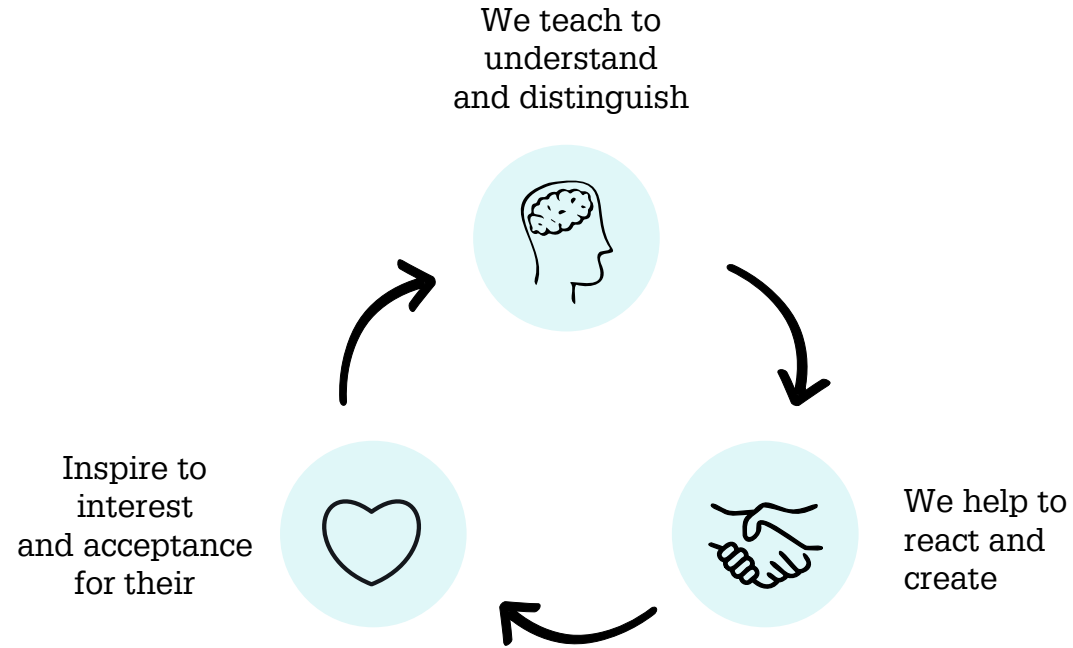 We teach to
understand
and distinguish
Inspire to
interest
and acceptance
for their
We help to
react and
create